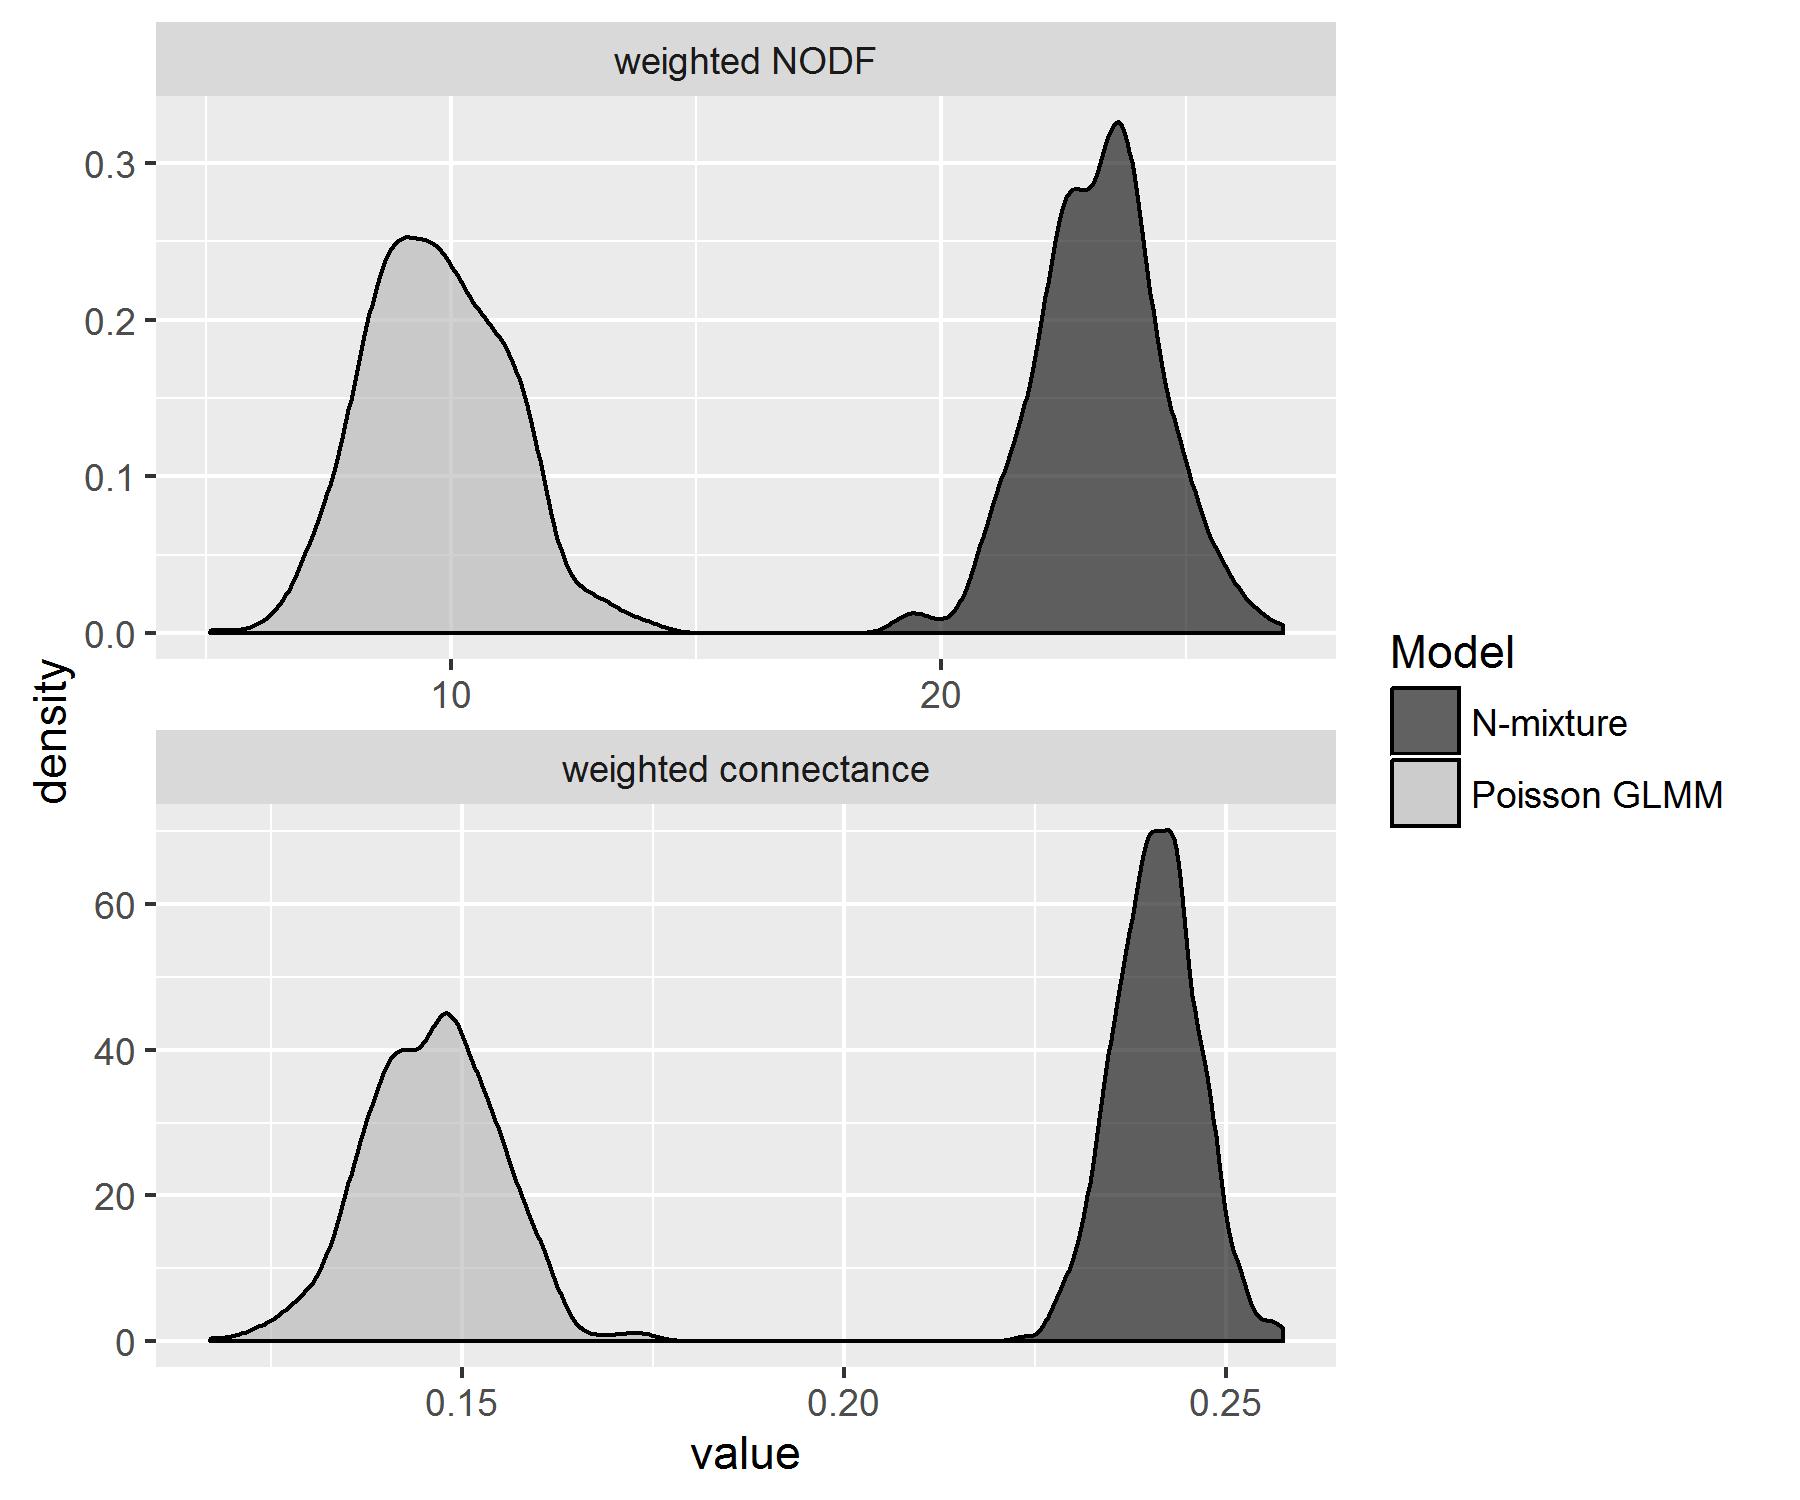 weighted NODF
0.3
0.2
0.1
0.0
10 20
density
weighted connectance
60
40
20
0
0.15 0.20 0.25
value
Model
N-mixture
Poisson GLMM